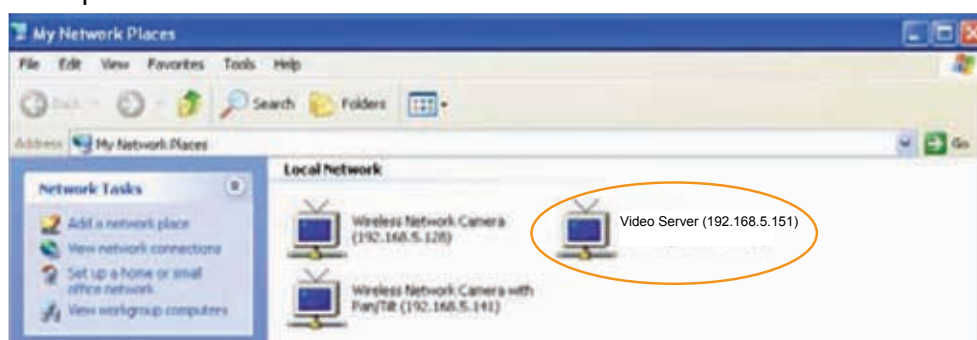 My Network Places
File Edit View Favorites Tools Help
Back Search Folders
Address My Network Places Go
Local Network
Network Tasks
Add a network place
View network connections
Set up a home or small
office network
View workgroup computers
Wireless Network Camera
(192.168.5.128)
Video Server (192.168.5.151)
Wireless Network Camera with
Pan/Tilt (192.168.5.141)